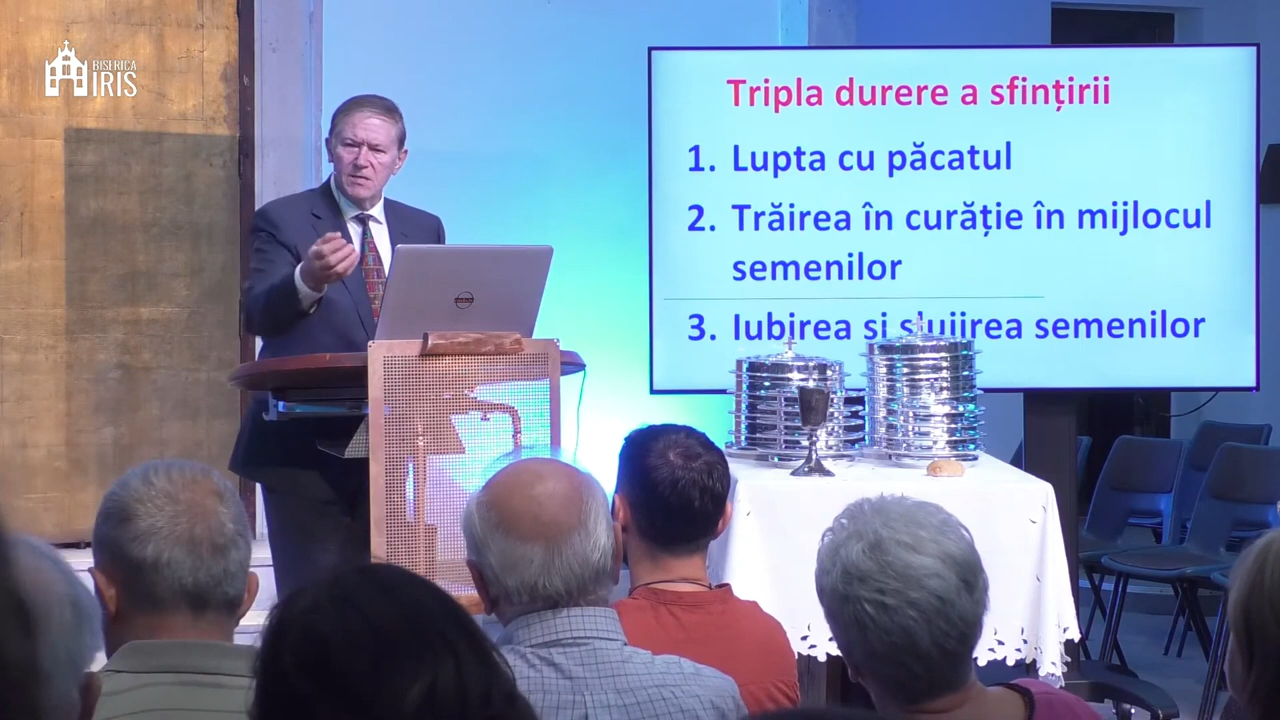 BISERICA
IRIS
Tripla durere a sfințirii
1. Lupta cu păcatul
2. Trăirea în curăție în mijlocul
semenilor
3. Iubirea și slujirea semenilor